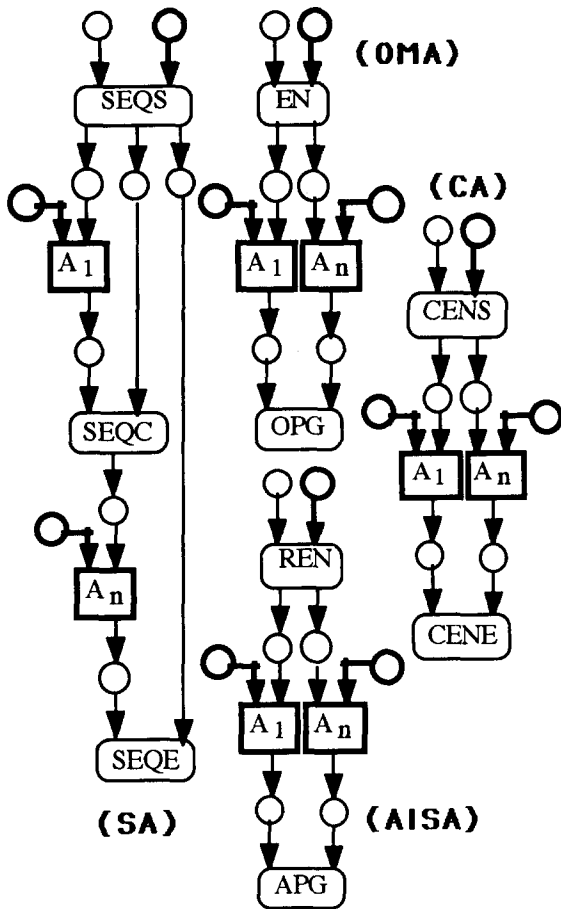 (OMA)
SEQS
EN
(CA)
A1
A1
An
CENS
SEQC
OPG
A1
An
REN
An
CENE
A1
An
SEQE
(SA)
(AISA)
APG